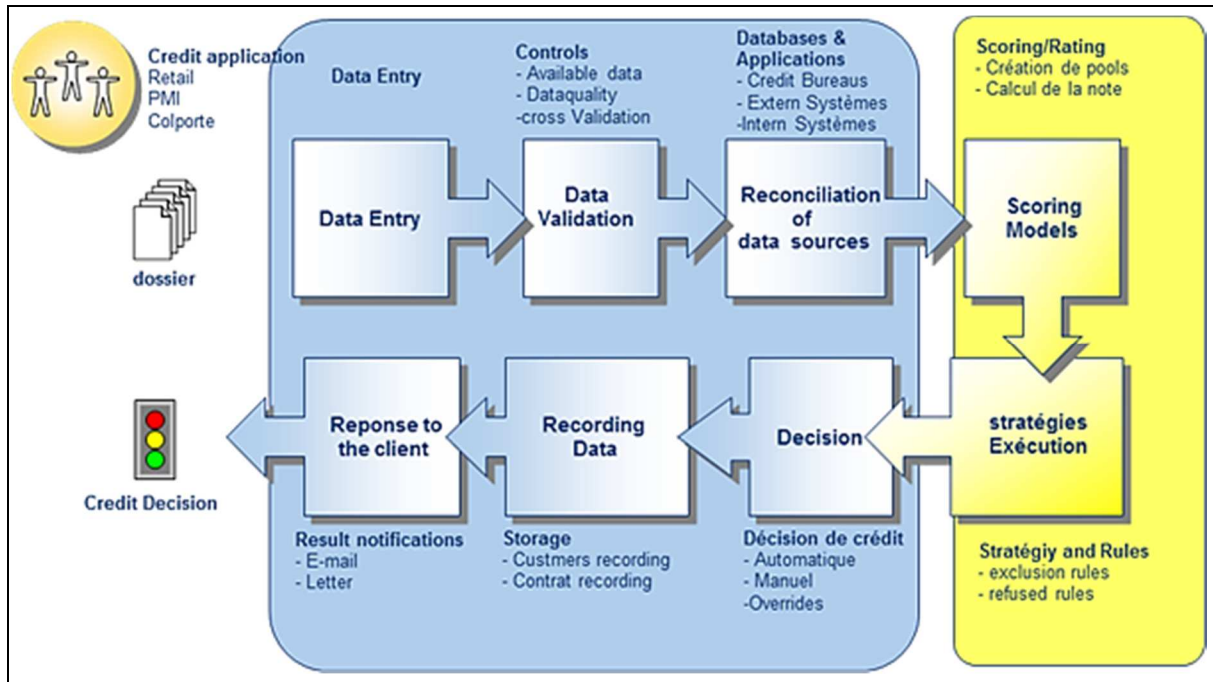 Credit application
Retail
PMI
Colporte
Data Entry
Controls
- Available data
- Dataquality
-cross Validation
Databases &
Applications
- Credit Bureaus
- Extern Systèmes
-Intern Systèmes
Scoring/Rating
- Création de pools
- Calcul de la note
dossier
Data Entry
Data
Validation
Reconciliation
of
data sources
Scoring
Models
Credit Decision
Reponse to
the client
Recording
Data
Decision
stratégies
Exécution
Result notifications
- E-mail
- Letter
Storage
- Custmers recording
- Contrat recording
Décision de crédit
- Automatique
- Manuel
-Overrides
Stratégiy and Rules
- exclusion rules
- refused rules